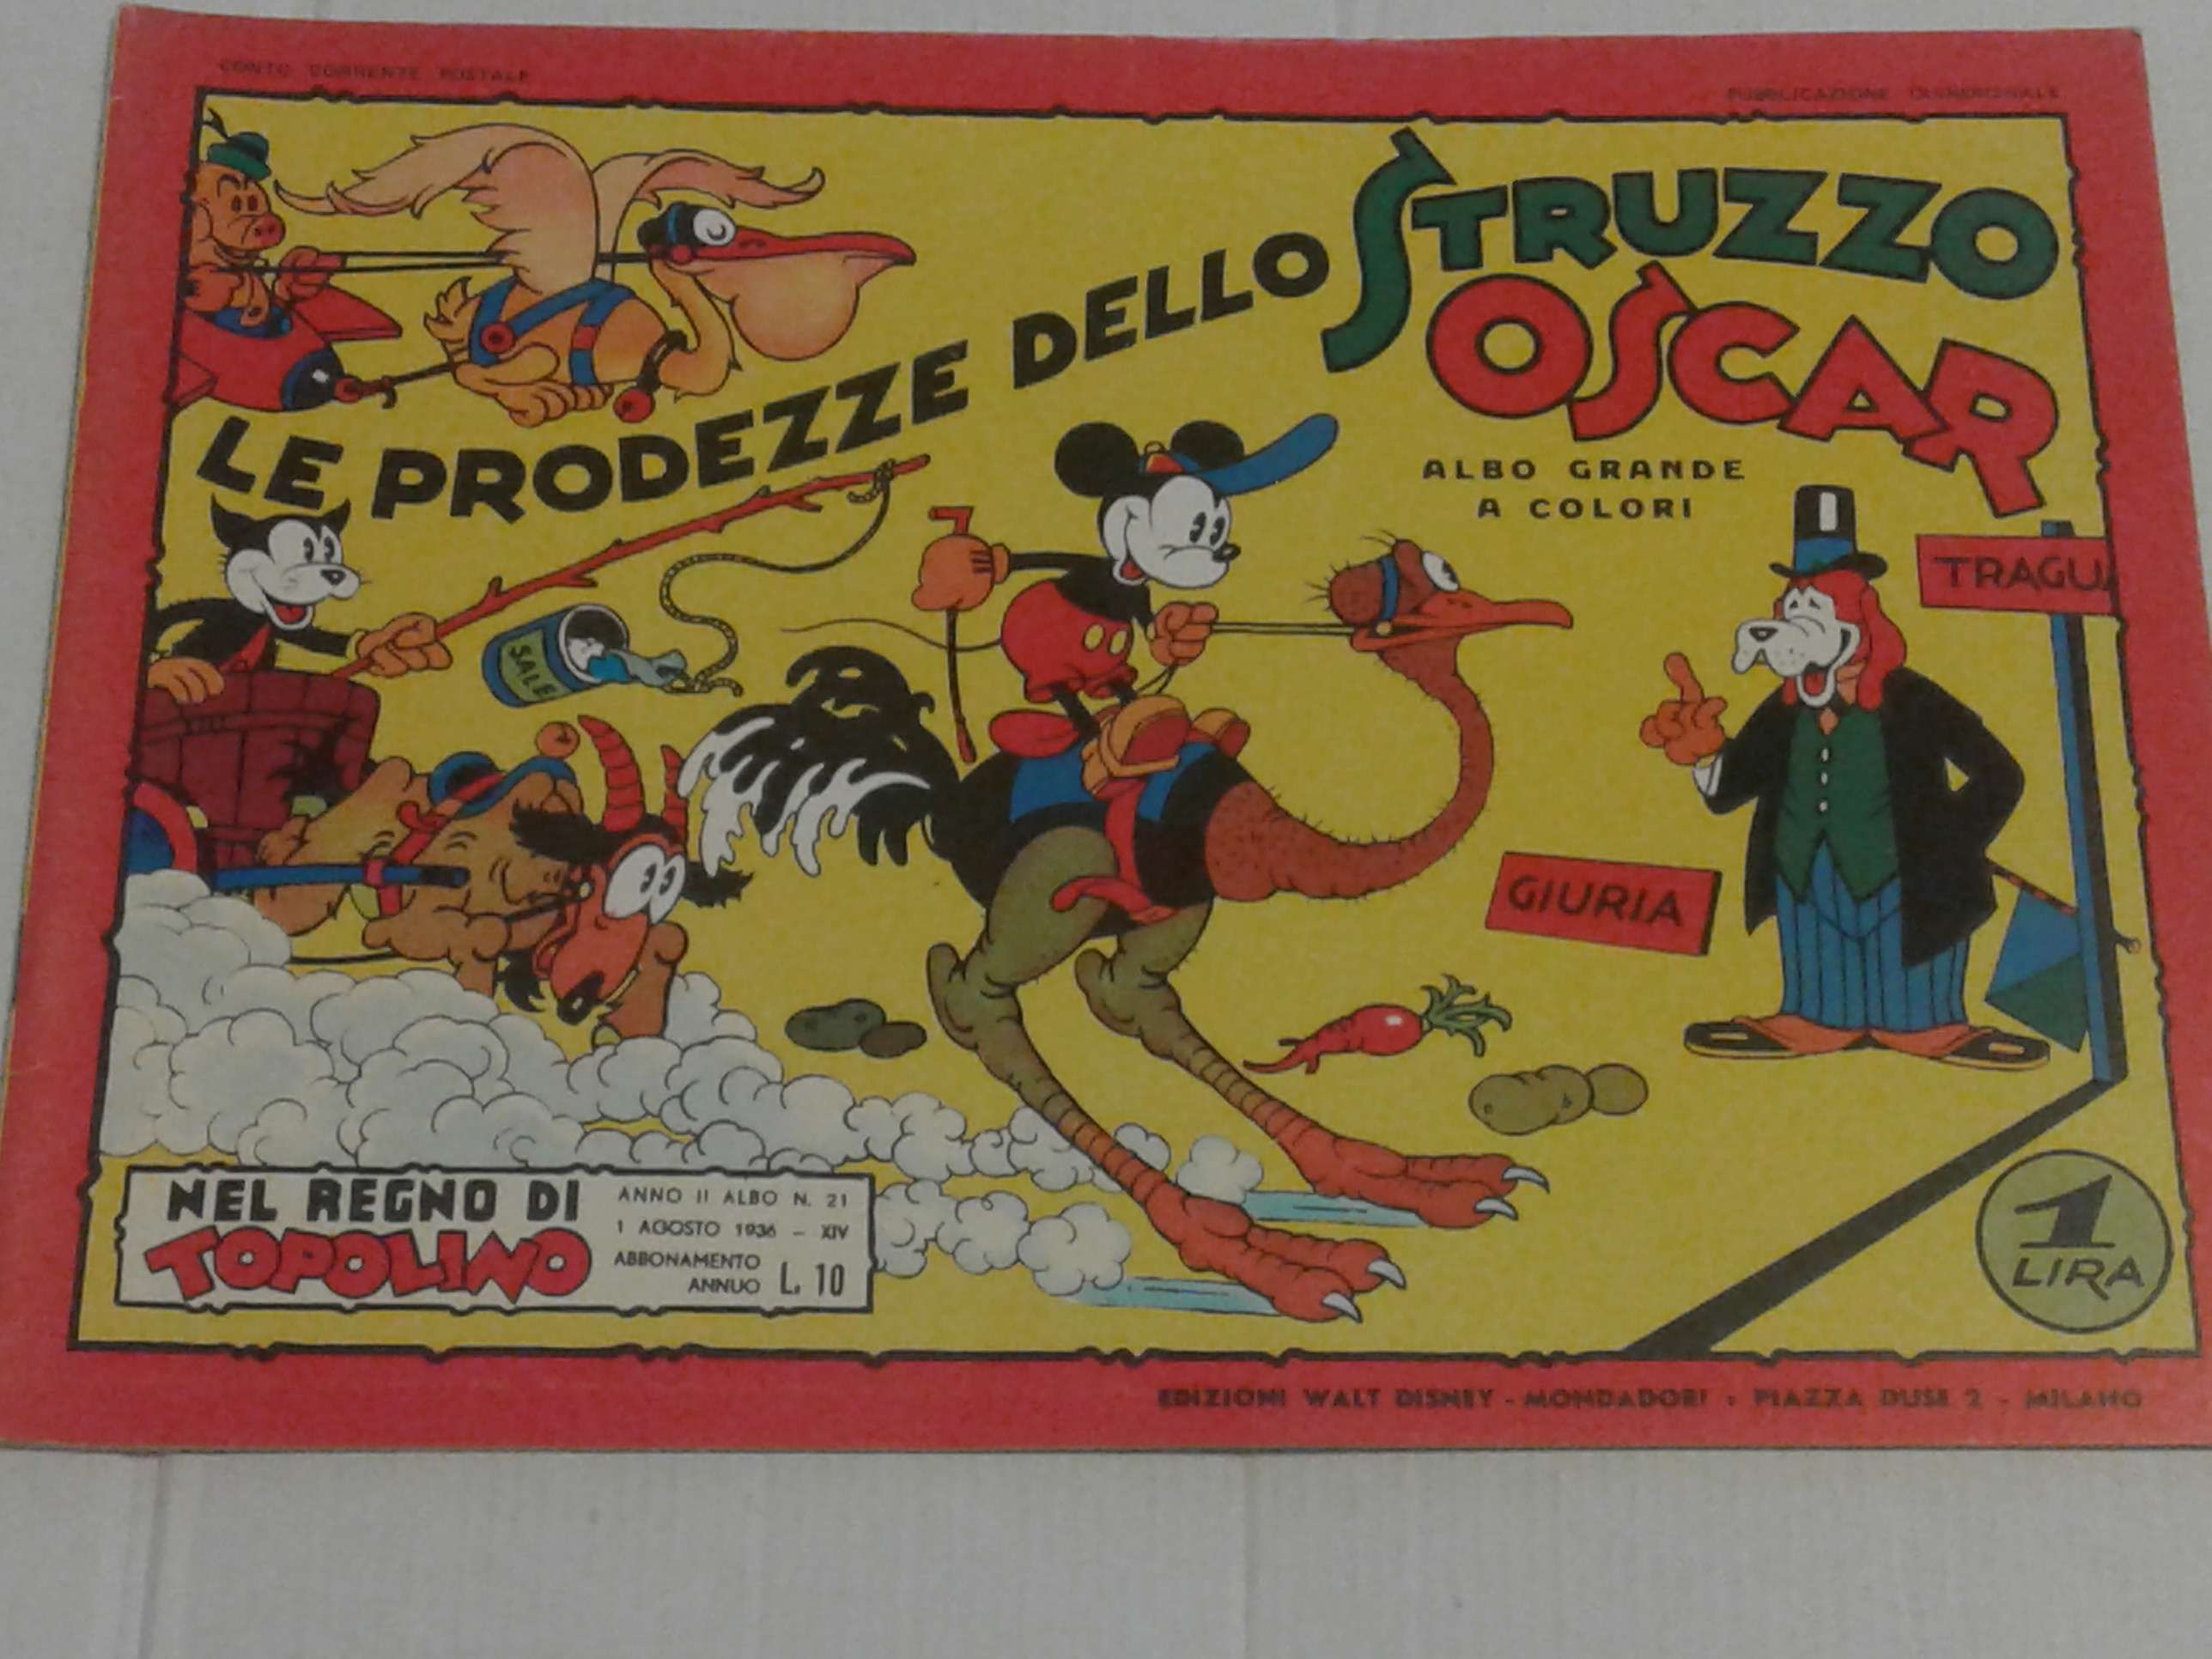 CONTO CORRENTE POSTALE
PUBBLICAZIONE QUINDICINALE
LE PRODEZZE DELLO STRUZZO
OSCAR
ALBO GRANDE
A COLORI
TRAGU
SALE
GIURIA
NEL REGNO DI
TOPOLINO
ANNO II ALBO N. 21
1 AGOSTO 1936 - XIV
ABBONAMENTO
ANNUO L. 10
1
LIRA
EDIZIONI WALT DISNEY - MONDADORI - PIAZZA DUSE 2 - MILANO